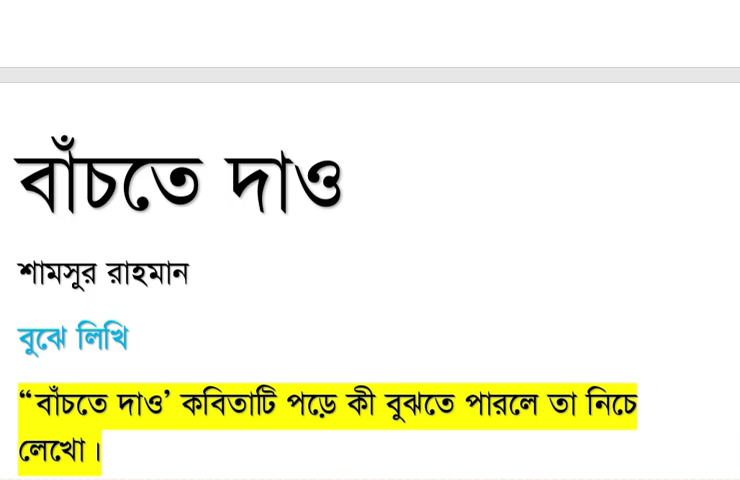 বাঁচতে দাও
শামসুর রাহমান
বুঝে লিখি
“বাঁচতে দাও’ কবিতাটি পড়ে কী বুঝতে পারলে তা নিচে
লেখো।